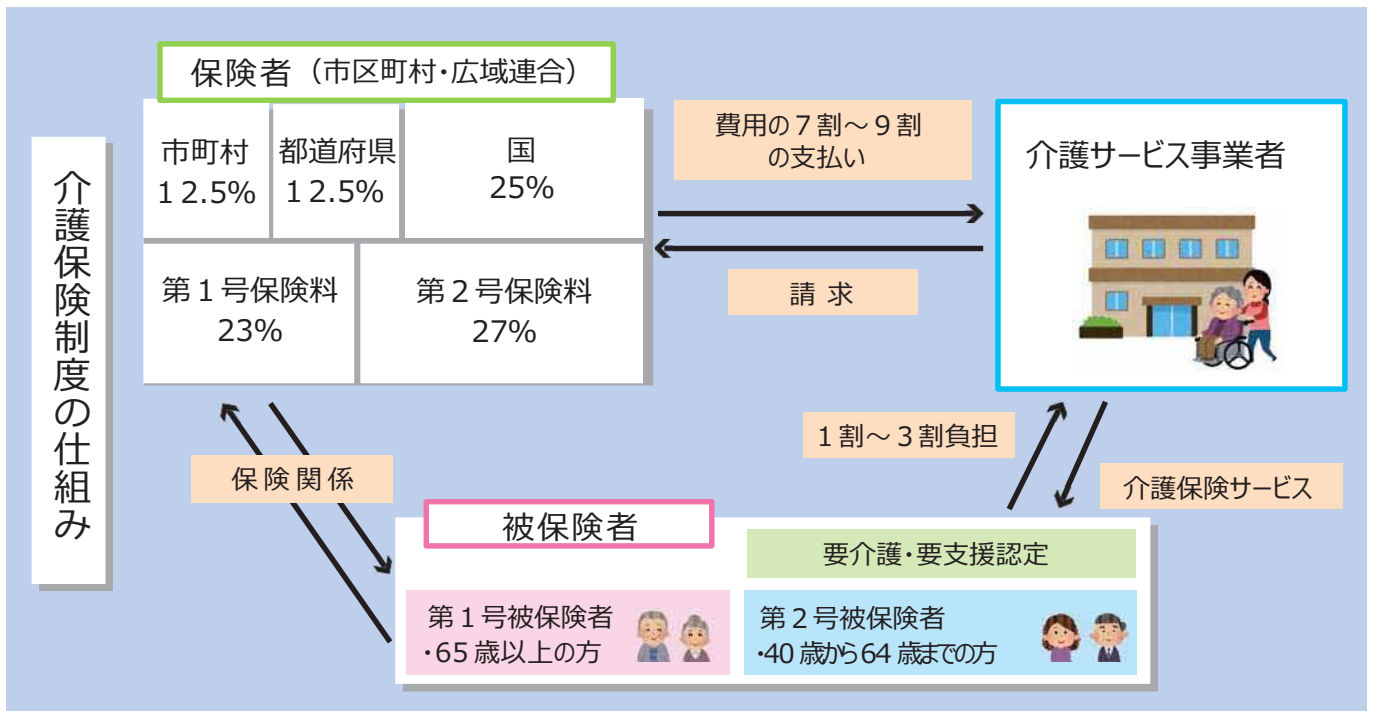 介護保険制度の仕組み
保険者（市区町村・広域連合）
市町村
１２.5%
都道府県
１２.5%
国
25%
第１号保険料
23%
第２号保険料
27%
費用の７割～９割
の支払い
請 求
介護サービス事業者
１割～３割負担
介護保険サービス
保険関係
被保険者
要介護・要支援認定
第１号被保険者
・65歳以上の方
第２号被保険者
・40歳から64歳までの方